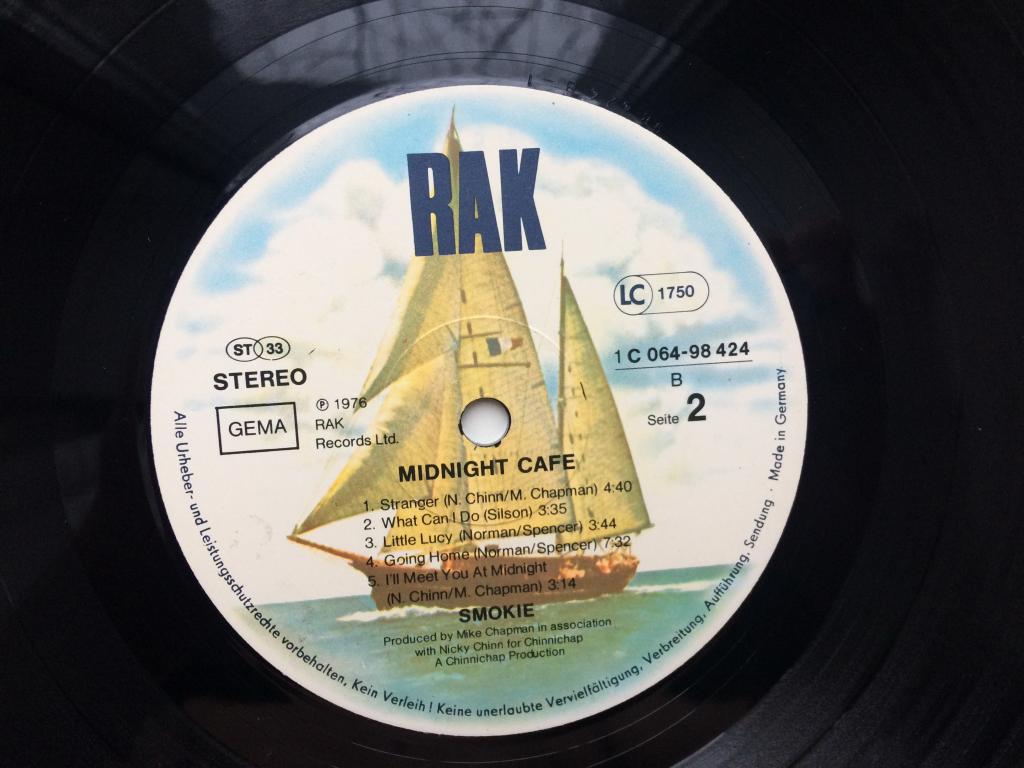 RAK
LC 1750
ST 33
STEREO
GEMA
℗ 1976
RAK
Records Ltd.
1 C 064-98 424
B
Seite 2
MIDNIGHT CAFE
1. Stranger (N. Chinn/M. Chapman) 4:40
2. What Can I Do (Silson) 3:35
3. Little Lucy (Norman/Spencer) 3:44
4. Going Home (Norman/Spencer) 7:32
5. I'll Meet You At Midnight
(N. Chinn/M. Chapman) 3:14
SMOKIE
Produced by Mike Chapman in association
with Nicky Chinn for Chinnichap
A Chinnichap Production
Alle Urheber- und Leistungsschutzrechte vorbehalten, Kein Verleih! Keine unerlaubte Vervielfältigung, Verbreitung, Aufführung, Sendung · Made in Germany